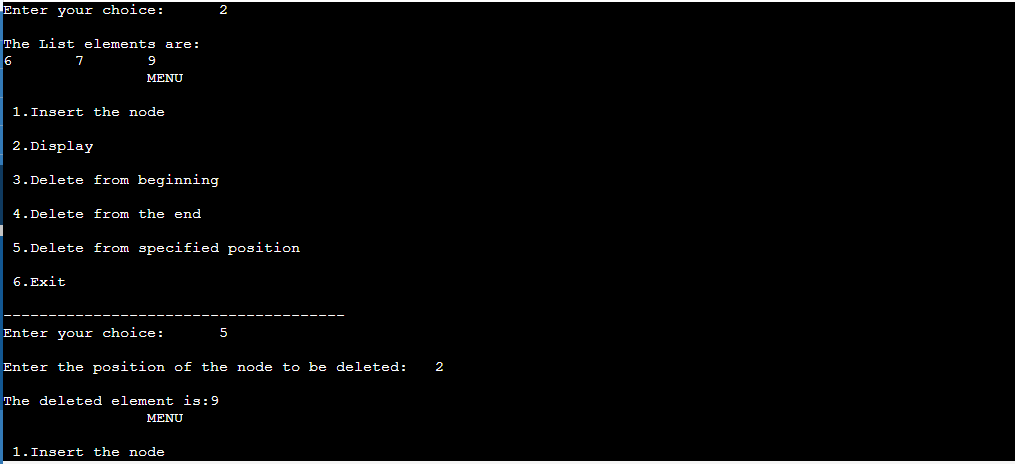 Enter your choice: 2
The List elements are:
6 7 9
MENU
1.Insert the node
2.Display
3.Delete from beginning
4.Delete from the end
5.Delete from specified position
6.Exit
--------------------------------------
Enter your choice: 5
Enter the position of the node to be deleted: 2
The deleted element is:9
MENU
1.Insert the node